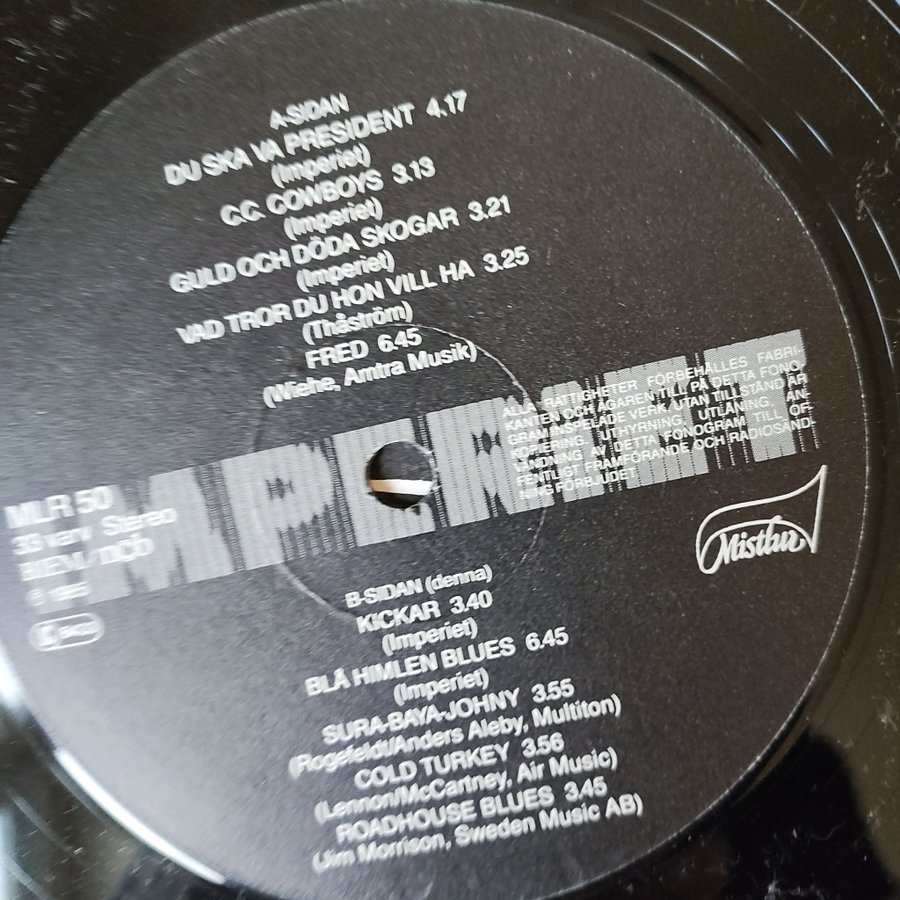 A-SIDAN
DU SKA VA PRESIDENT 4.17
(Imperiet)
C.C. COWBOYS 3.13
(Imperiet)
GULD OCH DÖDA SKOGAR 3.21
(Imperiet)
VAD TROR DU HON VILL HA 3.25
(Thåström)
FRED 6.45
(Wiehe, Amtra Musik)
IMPERIET
ALLA RÄTTIGHETER FÖRBEHÅLLES FABRI-
KANTEN OCH ÄGAREN TILL PÅ DETTA FONO-
GRAM INSPELADE VERK. UTAN TILLSTÅND ÄR
KOPIERING, UTHYRNING, UTLÅNING, AN-
VÄNDNING AV DETTA FONOGRAM TILL OF-
FENTLIGT FRAMFÖRANDE OCH RADIOSÄND-
NING FÖRBJUDET
MLR 50
33 varv Stereo
BIEM/ncb
℗ 1985
Mistlur
B-SIDAN (denna)
KICKAR 3.40
(Imperiet)
BLÅ HIMLEN BLUES 6.45
(Imperiet)
SURA-BAYA-JOHNY 3.55
(Rogefeldt/Anders Aleby, Multiton)
COLD TURKEY 3.56
(Lennon/McCartney, Air Music)
ROADHOUSE BLUES 3.45
(Jim Morrison, Sweden Music AB)